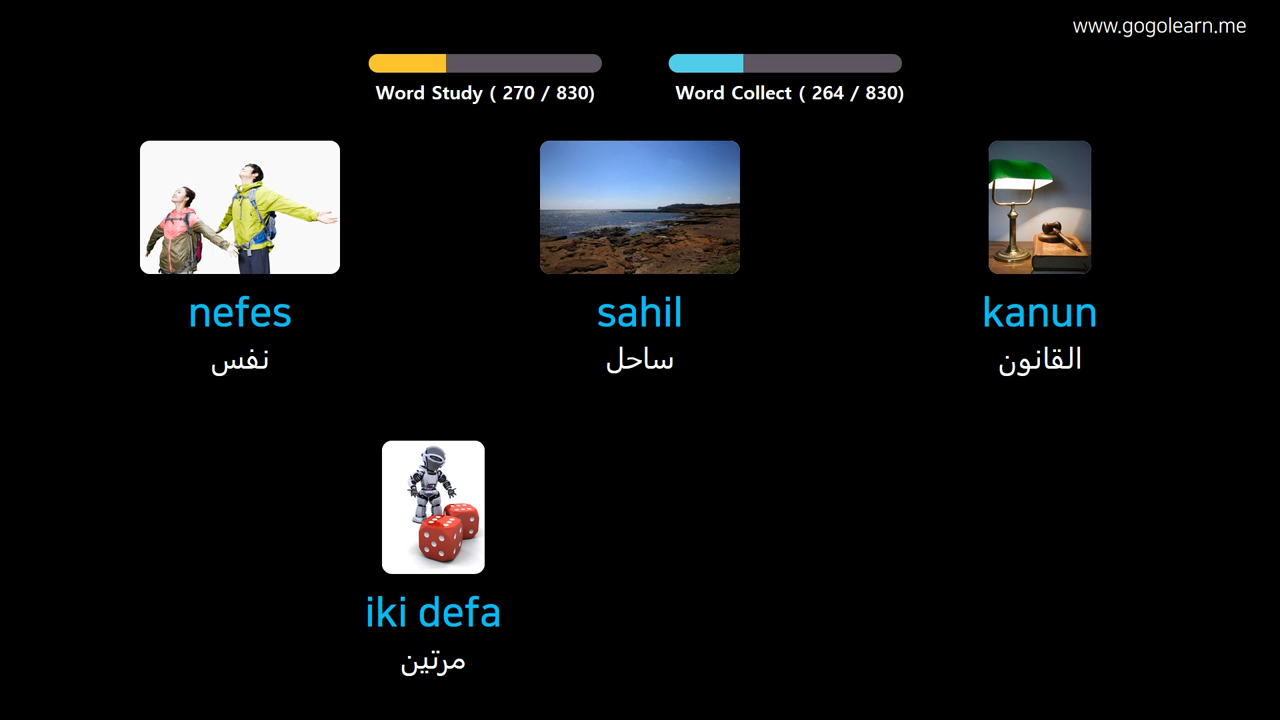 www.gogolearn.me
Word Study ( 270 / 830)
Word Collect ( 264 / 830)
nefes
نفس
sahil
ساحل
kanun
القانون
iki defa
مرتين